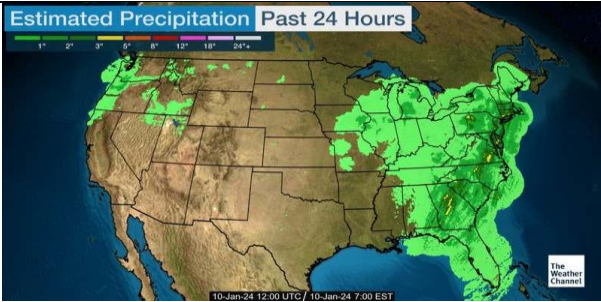 Estimated Precipitation Past 24 Hours
1" 2" 3" 5" 8" 12" 18" 24"+
The
Weather
Channel
10-Jan-24 12:00 UTC / 10-Jan-24 7:00 EST